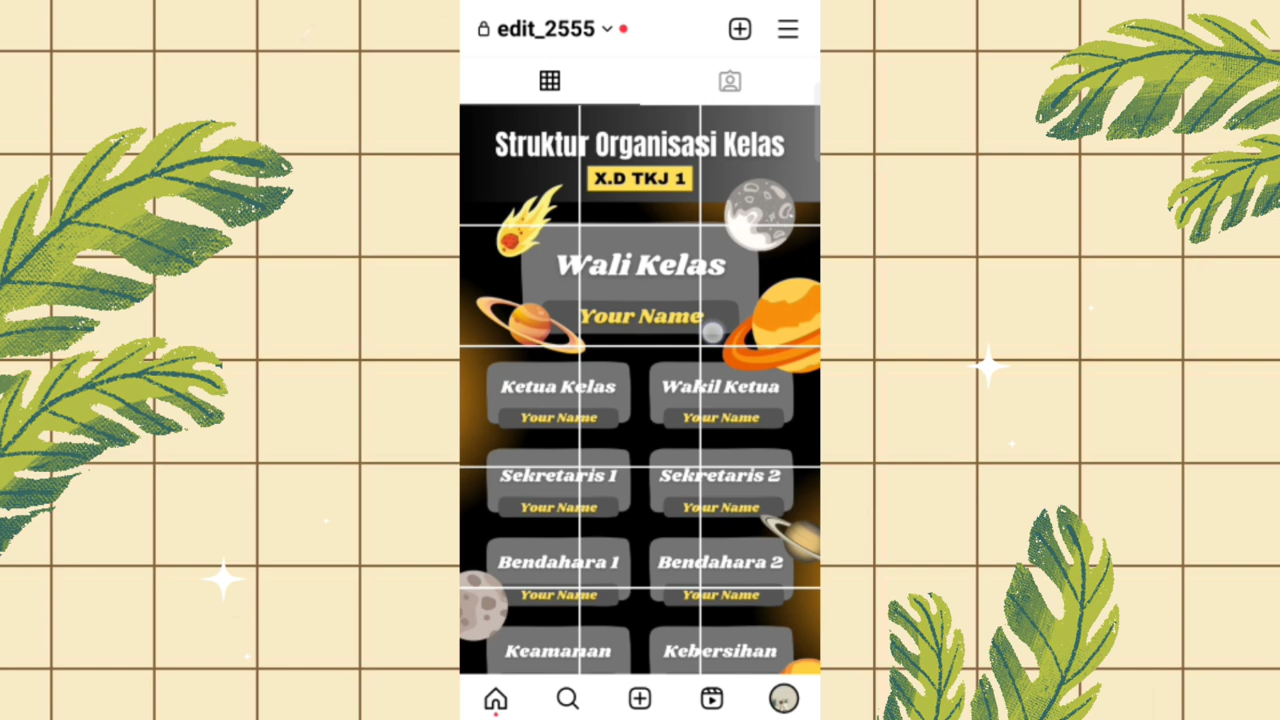 edit_2555
Struktur Organisasi Kelas
X.D TKJ 1
Wali Kelas
Your Name
Ketua Kelas
Wakil Ketua
Your Name
Your Name
Sekretaris 1
Sekretaris 2
Your Name
Your Name
Bendahara 1
Bendahara 2
Your Name
Your Name
Keamanan
Kebersihan